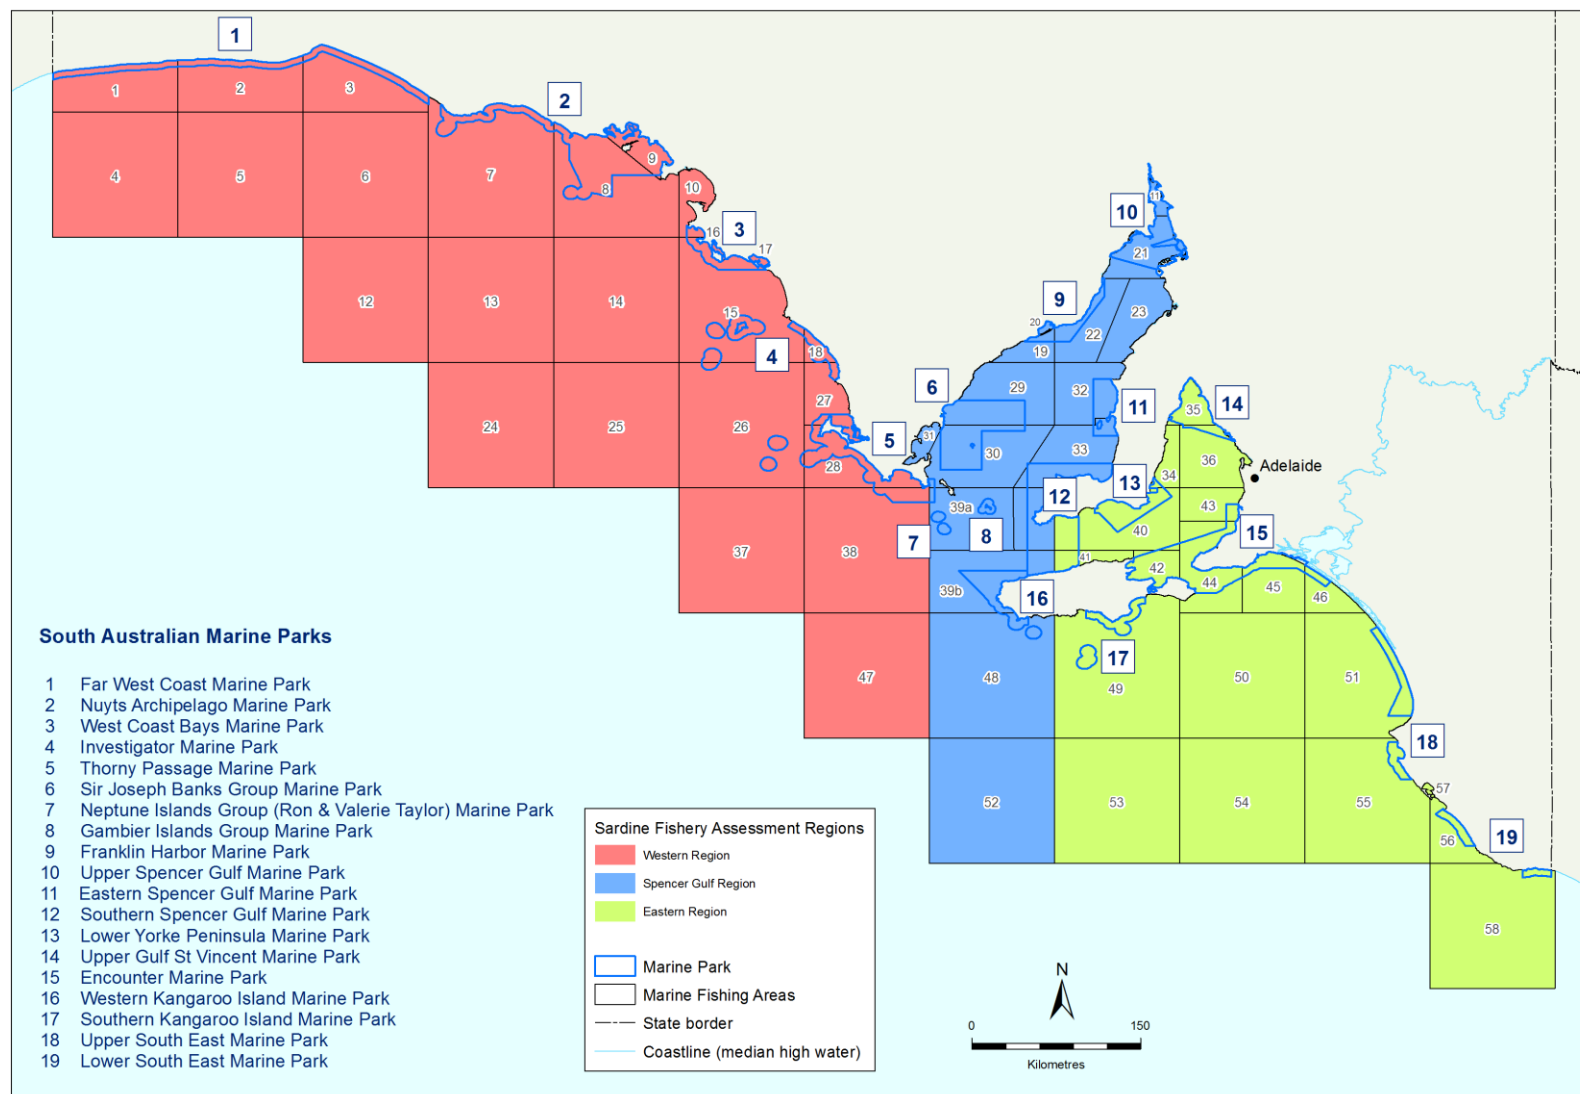 1
1
2
3
2
4
5
6
7
8
9
10
16
3
17
12
13
14
15
4
18
11
10
21
9
20
19
22
23
24
25
26
27
28
5
6
29
30
31
32
33
11
35
14
34
36
Adelaide
37
38
39a
7
8
12
13
40
43
15
41
42
44
45
46
39b
16
17
47
48
49
50
51
18
52
53
54
55
57
56
19
58
South Australian Marine Parks
1 Far West Coast Marine Park
2 Nuyts Archipelago Marine Park
3 West Coast Bays Marine Park
4 Investigator Marine Park
5 Thorny Passage Marine Park
6 Sir Joseph Banks Group Marine Park
7 Neptune Islands Group (Ron & Valerie Taylor) Marine Park
8 Gambier Islands Group Marine Park
9 Franklin Harbor Marine Park
10 Upper Spencer Gulf Marine Park
11 Eastern Spencer Gulf Marine Park
12 Southern Spencer Gulf Marine Park
13 Lower Yorke Peninsula Marine Park
14 Upper Gulf St Vincent Marine Park
15 Encounter Marine Park
16 Western Kangaroo Island Marine Park
17 Southern Kangaroo Island Marine Park
18 Upper South East Marine Park
19 Lower South East Marine Park
Sardine Fishery Assessment Regions
Western Region
Spencer Gulf Region
Eastern Region
Marine Park
Marine Fishing Areas
State border
Coastline (median high water)
N
0 150
Kilometres